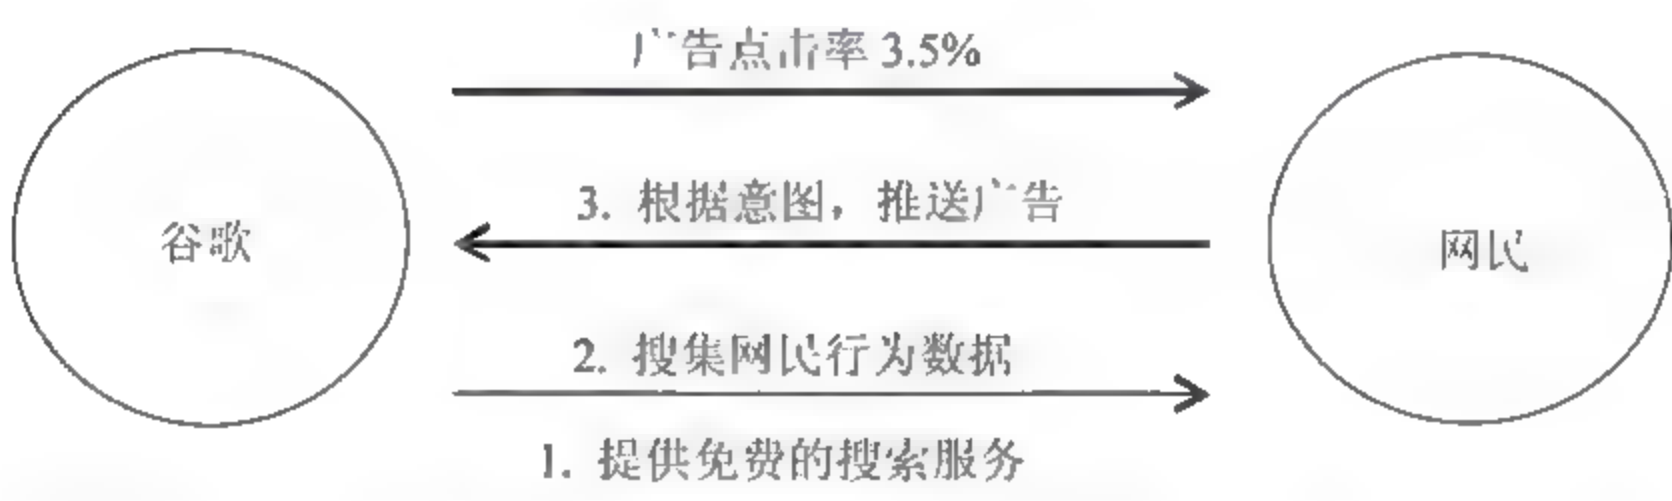 广告点击率 3.5%
3. 根据意图，推送广告
谷歌
网民
2. 搜集网民行为数据
1. 提供免费的搜索服务